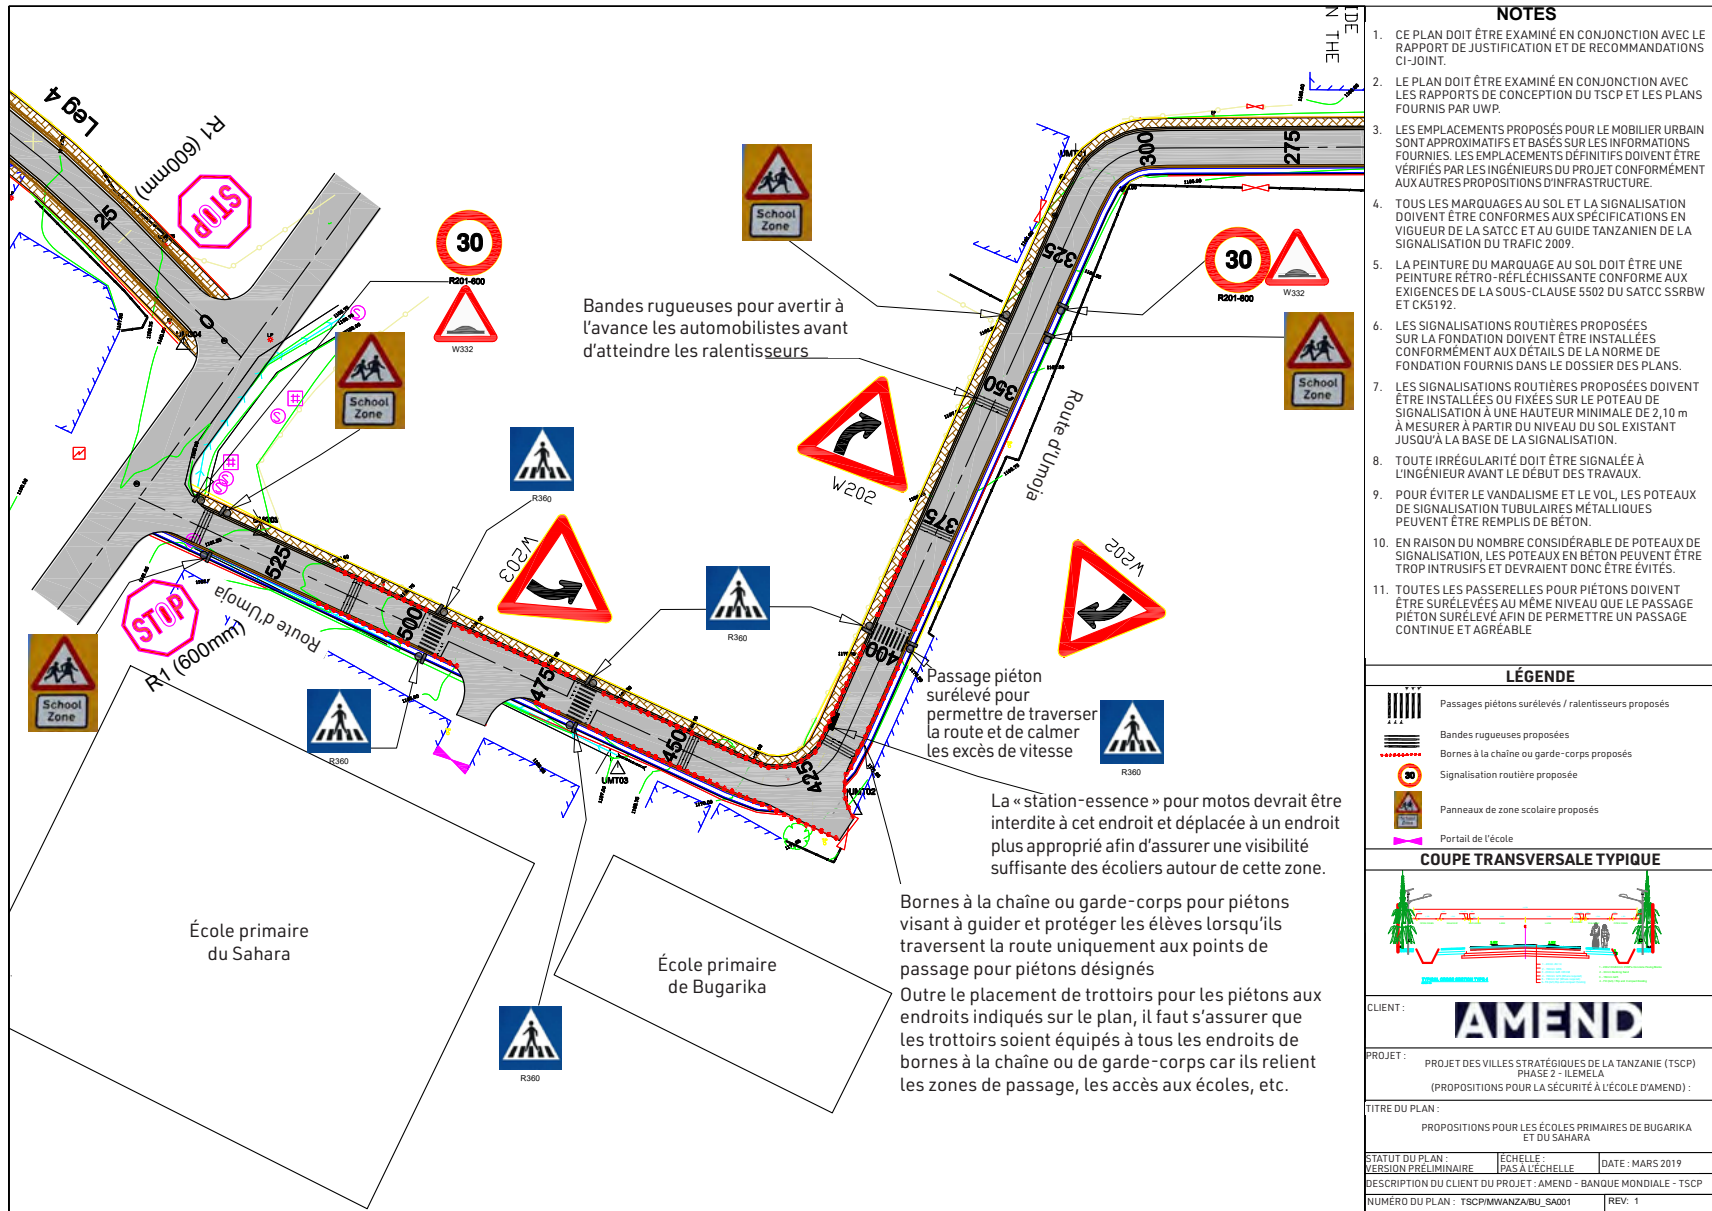 IDE
N THE
Leg 4
R1 (600mm)
STOP
25
30
R201-600
W332
School
Zone
School
Zone
300
275
325
30
R201-600
W332
School
Zone
Bandes rugueuses pour avertir à
l'avance les automobilistes avant
d'atteindre les ralentisseurs
350
Route d'Umoja
W202
375
R360
W203
W202
525
500
R360
400
Route d'Umoja
STOP
R1 (600mm)
School
Zone
475
450
425
R360
UMT03
UMT02
Passage piéton
surélevé pour
permettre de traverser
la route et de calmer
les excès de vitesse
R360
La « station-essence » pour motos devrait être
interdite à cet endroit et déplacée à un endroit
plus approprié afin d'assurer une visibilité
suffisante des écoliers autour de cette zone.
Bornes à la chaîne ou garde-corps pour piétons
visant à guider et protéger les élèves lorsqu'ils
traversent la route uniquement aux points de
passage pour piétons désignés
Outre le placement de trottoirs pour les piétons aux
endroits indiqués sur le plan, il faut s'assurer que
les trottoirs soient équipés à tous les endroits de
bornes à la chaîne ou de garde-corps car ils relient
les zones de passage, les accès aux écoles, etc.
École primaire
du Sahara
École primaire
de Bugarika
R360
NOTES
1. CE PLAN DOIT ÊTRE EXAMINÉ EN CONJONCTION AVEC LE
RAPPORT DE JUSTIFICATION ET DE RECOMMANDATIONS
CI-JOINT.
2. LE PLAN DOIT ÊTRE EXAMINÉ EN CONJONCTION AVEC
LES RAPPORTS DE CONCEPTION DU TSCP ET LES PLANS
FOURNIS PAR UWP.
3. LES EMPLACEMENTS PROPOSÉS POUR LE MOBILIER URBAIN
SONT APPROXIMATIFS ET BASÉS SUR LES INFORMATIONS
FOURNIES. LES EMPLACEMENTS DÉFINITIFS DOIVENT ÊTRE
VÉRIFIÉS PAR LES INGÉNIEURS DU PROJET CONFORMÉMENT
AUX AUTRES PROPOSITIONS D'INFRASTRUCTURE.
4. TOUS LES MARQUAGES AU SOL ET LA SIGNALISATION
DOIVENT ÊTRE CONFORMES AUX SPÉCIFICATIONS EN
VIGUEUR DE LA SATCC ET AU GUIDE TANZANIEN DE LA
SIGNALISATION DU TRAFIC 2009.
5. LA PEINTURE DU MARQUAGE AU SOL DOIT ÊTRE UNE
PEINTURE RÉTRO-RÉFLÉCHISSANTE CONFORME AUX
EXIGENCES DE LA SOUS-CLAUSE 5502 DU SATCC SSRBW
ET CK5192.
6. LES SIGNALISATIONS ROUTIÈRES PROPOSÉES
SUR LA FONDATION DOIVENT ÊTRE INSTALLÉES
CONFORMÉMENT AUX DÉTAILS DE LA NORME DE
FONDATION FOURNIS DANS LE DOSSIER DES PLANS.
7. LES SIGNALISATIONS ROUTIÈRES PROPOSÉES DOIVENT
ÊTRE INSTALLÉES OU FIXÉES SUR LE POTEAU DE
SIGNALISATION À UNE HAUTEUR MINIMALE DE 2,10 m
À MESURER À PARTIR DU NIVEAU DU SOL EXISTANT
JUSQU'À LA BASE DE LA SIGNALISATION.
8. TOUTE IRRÉGULARITÉ DOIT ÊTRE SIGNALÉE À
L'INGÉNIEUR AVANT LE DÉBUT DES TRAVAUX.
9. POUR ÉVITER LE VANDALISME ET LE VOL, LES POTEAUX
DE SIGNALISATION TUBULAIRES MÉTALLIQUES
PEUVENT ÊTRE REMPLIS DE BÉTON.
10. EN RAISON DU NOMBRE CONSIDÉRABLE DE POTEAUX DE
SIGNALISATION, LES POTEAUX EN BÉTON PEUVENT ÊTRE
TROP INTRUSIFS ET DEVRAIENT DONC ÊTRE ÉVITÉS.
11. TOUTES LES PASSERELLES POUR PIÉTONS DOIVENT
ÊTRE SURÉLEVÉES AU MÊME NIVEAU QUE LE PASSAGE
PIÉTON SURÉLEVÉ AFIN DE PERMETTRE UN PASSAGE
CONTINUE ET AGRÉABLE
LÉGENDE
Passages piétons surélevés / ralentisseurs proposés
Bandes rugueuses proposées
Bornes à la chaîne ou garde-corps proposés
30
Signalisation routière proposée
Panneaux de zone scolaire proposés
Portail de l'école
COUPE TRANSVERSALE TYPIQUE
CLIENT :
AMEND
PROJET :
PROJET DES VILLES STRATÉGIQUES DE LA TANZANIE (TSCP)
PHASE 2 - ILEMELA
(PROPOSITIONS POUR LA SÉCURITÉ À L'ÉCOLE D'AMEND) :
TITRE DU PLAN :
PROPOSITIONS POUR LES ÉCOLES PRIMAIRES DE BUGARIKA
ET DU SAHARA
STATUT DU PLAN :
VERSION PRÉLIMINAIRE
ÉCHELLE :
PAS À L'ÉCHELLE
DATE : MARS 2019
DESCRIPTION DU CLIENT DU PROJET : AMEND - BANQUE MONDIALE - TSCP
NUMÉRO DU PLAN : TSCP/MWANZA/BU_SA001
REV: 1